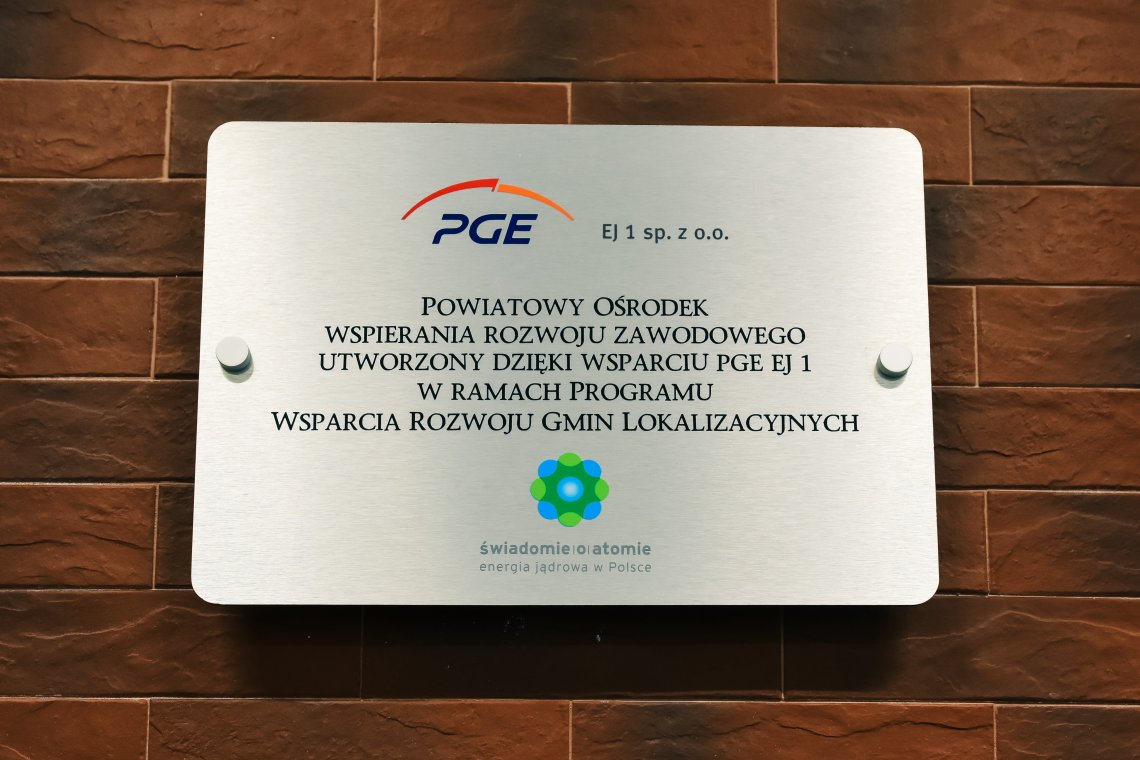 PGE EJ 1 sp. z o.o.
Powiatowy Ośrodek
wspierania rozwoju zawodowego
utworzony dzięki wsparciu pge ej 1
w ramach Programu
Wsparcia Rozwoju Gmin Lokalizacyjnych
świadomie|o|atomie
energia jądrowa w Polsce